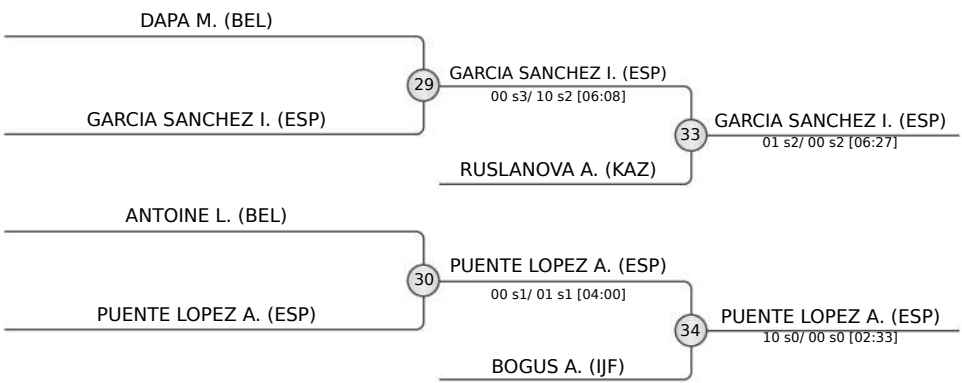 DAPA M. (BEL)
29
GARCIA SANCHEZ I. (ESP)
00 s3/ 10 s2 [06:08]
GARCIA SANCHEZ I. (ESP)
33
GARCIA SANCHEZ I. (ESP)
01 s2/ 00 s2 [06:27]
RUSLANOVA A. (KAZ)
ANTOINE L. (BEL)
30
PUENTE LOPEZ A. (ESP)
00 s1/ 01 s1 [04:00]
PUENTE LOPEZ A. (ESP)
34
PUENTE LOPEZ A. (ESP)
10 s0/ 00 s0 [02:33]
BOGUS A. (IJF)